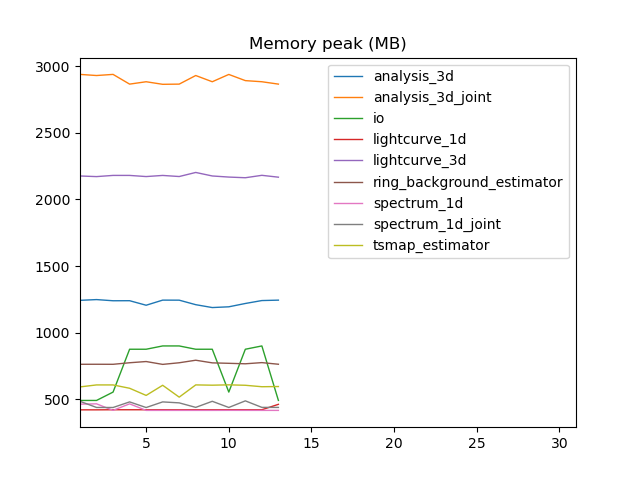 Memory peak (MB)
3000
2500
2000
1500
1000
500
5
10
15
20
25
30
analysis_3d
analysis_3d_joint
io
lightcurve_1d
lightcurve_3d
ring_background_estimator
spectrum_1d
spectrum_1d_joint
tsmap_estimator